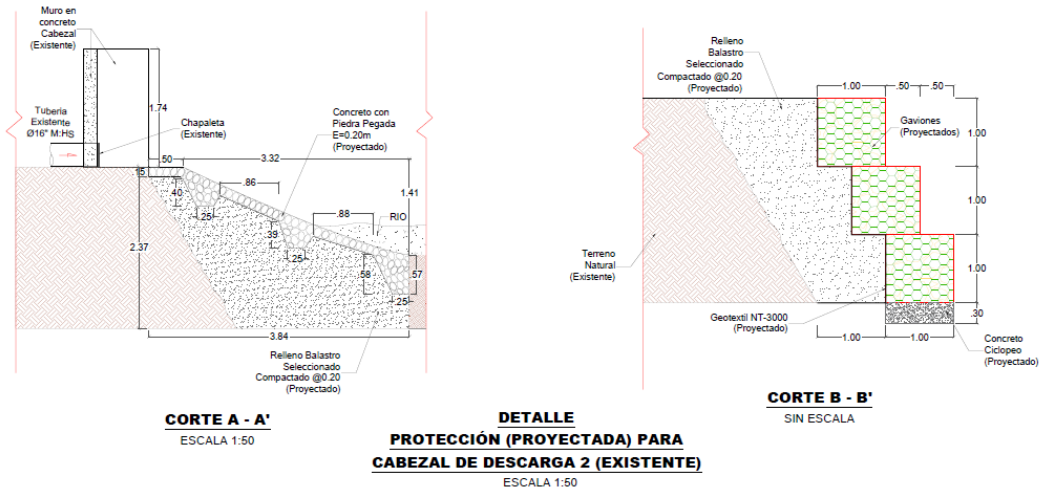 Muro en
concreto
Cabezal
(Existente)
Tuberia
Existente
Ø16" M:HS
Chapaleta
(Existente)
Concreto con
Piedra Pegada
E=0.20m
(Proyectado)
1.74
.50
3.32
.15
.86
1.41
.40
.25
.88
RIO
.39
2.37
.25
.58
.57
.25
3.84
Relleno Balastro
Seleccionado
Compactado @0.20
(Proyectado)
CORTE A - A'
ESCALA 1:50
Relleno
Balastro
Seleccionado
Compactado @0.20
(Proyectado)
1.00
.50
.50
Gaviones
(Proyectados)
1.00
1.00
1.00
.30
Terreno
Natural
(Existente)
Geotextil NT-3000
(Proyectado)
1.00
1.00
Concreto
Ciclopeo
(Proyectado)
CORTE B - B'
SIN ESCALA
DETALLE
PROTECCIÓN (PROYECTADA) PARA
CABEZAL DE DESCARGA 2 (EXISTENTE)
ESCALA 1:50